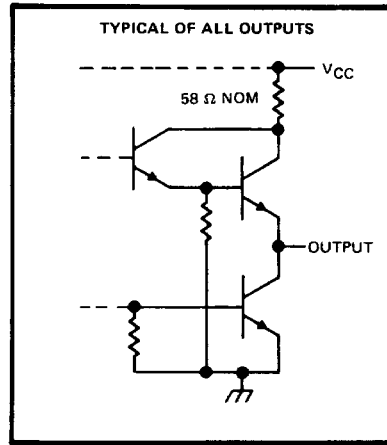 TYPICAL OF ALL OUTPUTS
VCC
58 Ω NOM
OUTPUT